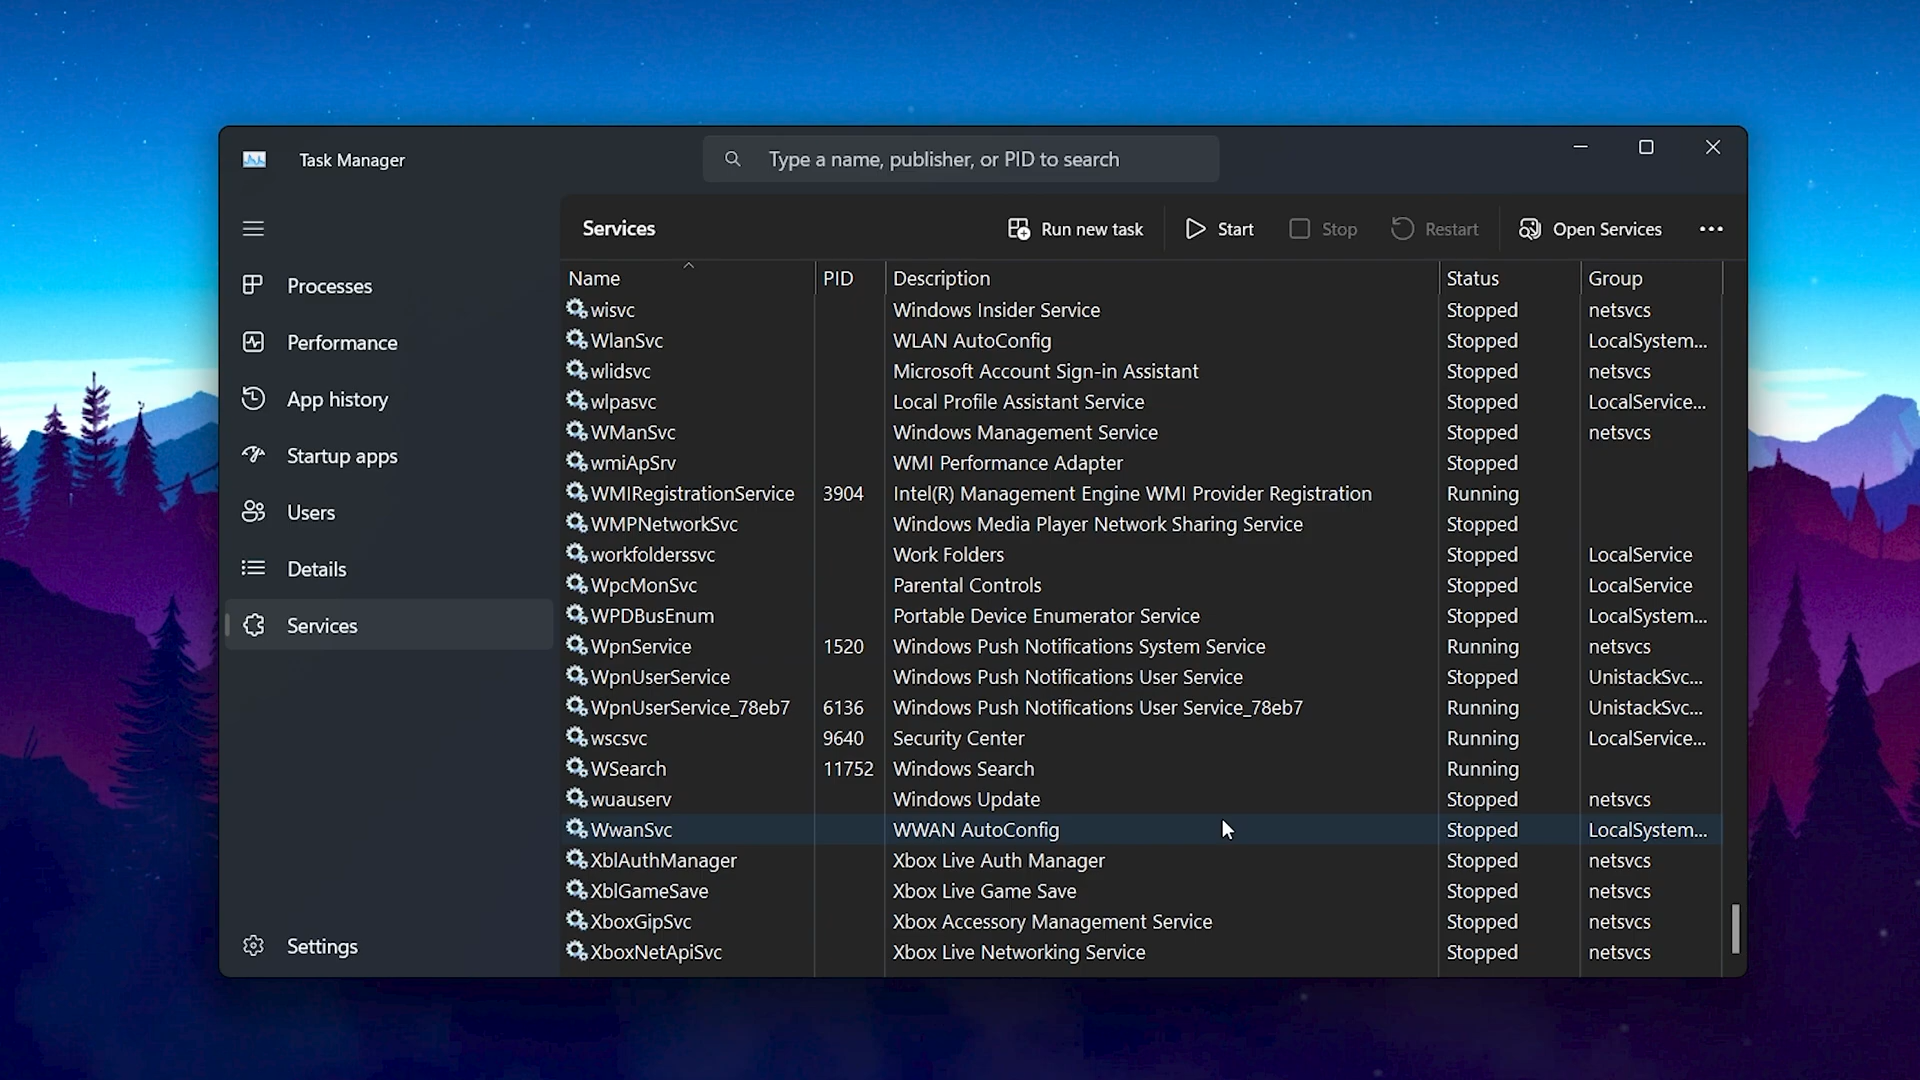 Task Manager
Type a name, publisher, or PID to search
Services
Run new task
Start
Stop
Restart
Open Services
Processes
Performance
App history
Startup apps
Users
Details
Services
Settings
Name PID Description Status Group
wisvc Windows Insider Service Stopped netsvcs
WlanSvc WLAN AutoConfig Stopped LocalSystem...
wlidsvc Microsoft Account Sign-in Assistant Stopped netsvcs
wlpasvc Local Profile Assistant Service Stopped LocalService...
WManSvc Windows Management Service Stopped netsvcs
wmiApSrv WMI Performance Adapter Stopped
WMIRegistrationService 3904 Intel(R) Management Engine WMI Provider Registration Running
WMPNetworkSvc Windows Media Player Network Sharing Service Stopped
workfolderssvc Work Folders Stopped LocalService
WpcMonSvc Parental Controls Stopped LocalService
WPDBusEnum Portable Device Enumerator Service Stopped LocalSystem...
WpnService 1520 Windows Push Notifications System Service Running netsvcs
WpnUserService Windows Push Notifications User Service Stopped UnistackSvc...
WpnUserService_78eb7 6136 Windows Push Notifications User Service_78eb7 Running UnistackSvc...
wscsvc 9640 Security Center Running LocalService...
WSearch 11752 Windows Search Running
wuauserv Windows Update Stopped netsvcs
WwanSvc WWAN AutoConfig Stopped LocalSystem...
XblAuthManager Xbox Live Auth Manager Stopped netsvcs
XblGameSave Xbox Live Game Save Stopped netsvcs
XboxGipSvc Xbox Accessory Management Service Stopped netsvcs
XboxNetApiSvc Xbox Live Networking Service Stopped netsvcs